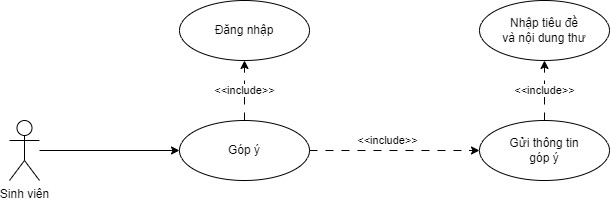 Đăng nhập
Nhập tiêu đề
và nội dung thư
<<include>>
<<include>>
Góp ý
<<include>>
Gửi thông tin
góp ý
Sinh viên